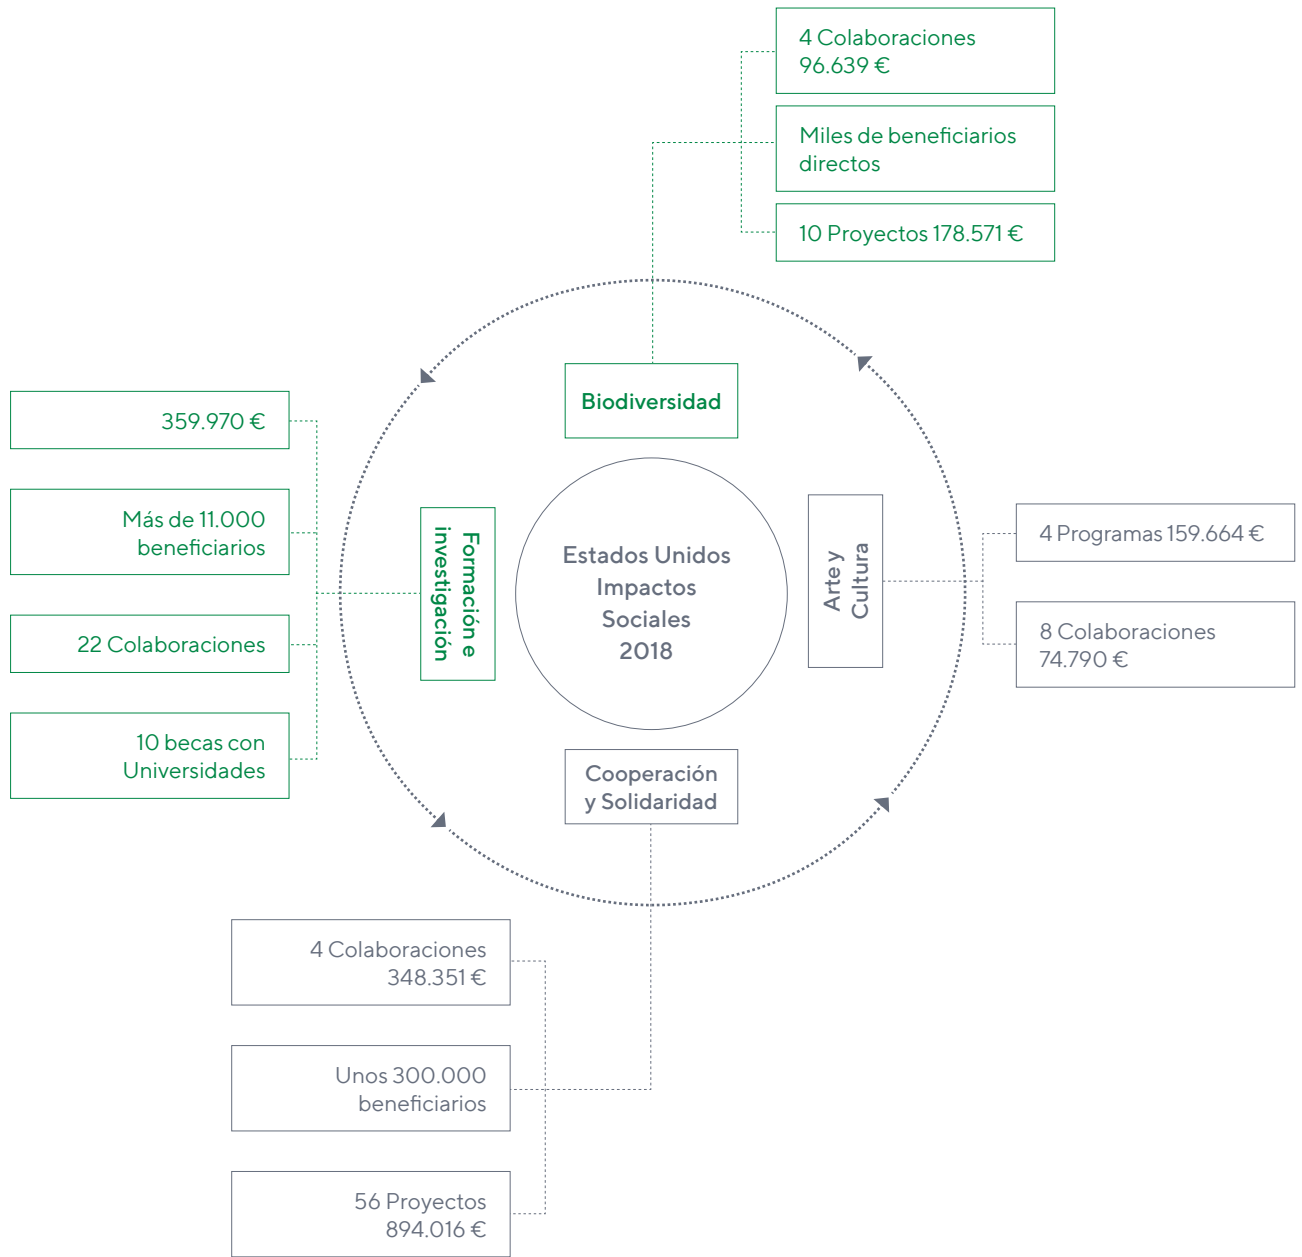 4 Colaboraciones
96.639 €
Miles de beneficiarios
directos
10 Proyectos 178.571 €
Biodiversidad
359.970 €
Más de 11.000
beneficiarios
22 Colaboraciones
10 becas con
Universidades
Formación e
investigación
Estados Unidos
Impactos
Sociales
2018
Arte y
Cultura
4 Programas 159.664 €
8 Colaboraciones
74.790 €
Cooperación
y Solidaridad
4 Colaboraciones
348.351 €
Unos 300.000
beneficiarios
56 Proyectos
894.016 €